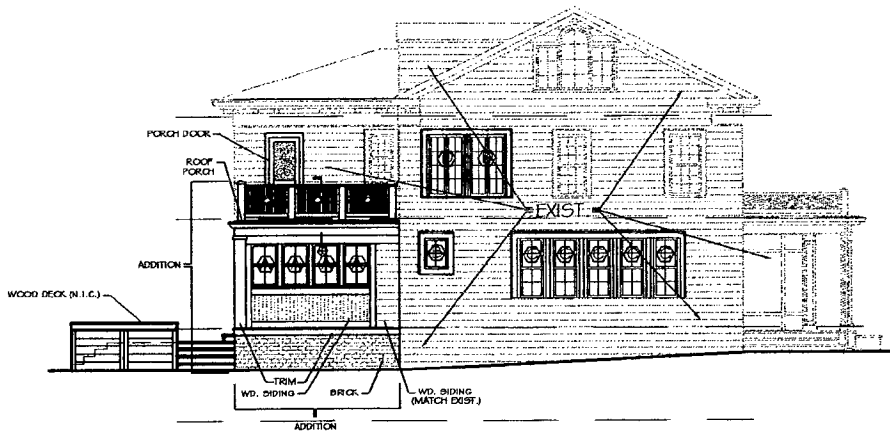 PORCH DOOR
ROOF
PORCH
EXIST
ADDITION
WOOD DECK (N.I.C.)
TRIM
WD. SIDING
BRICK
WD. SIDING
(MATCH EXIST.)
ADDITION